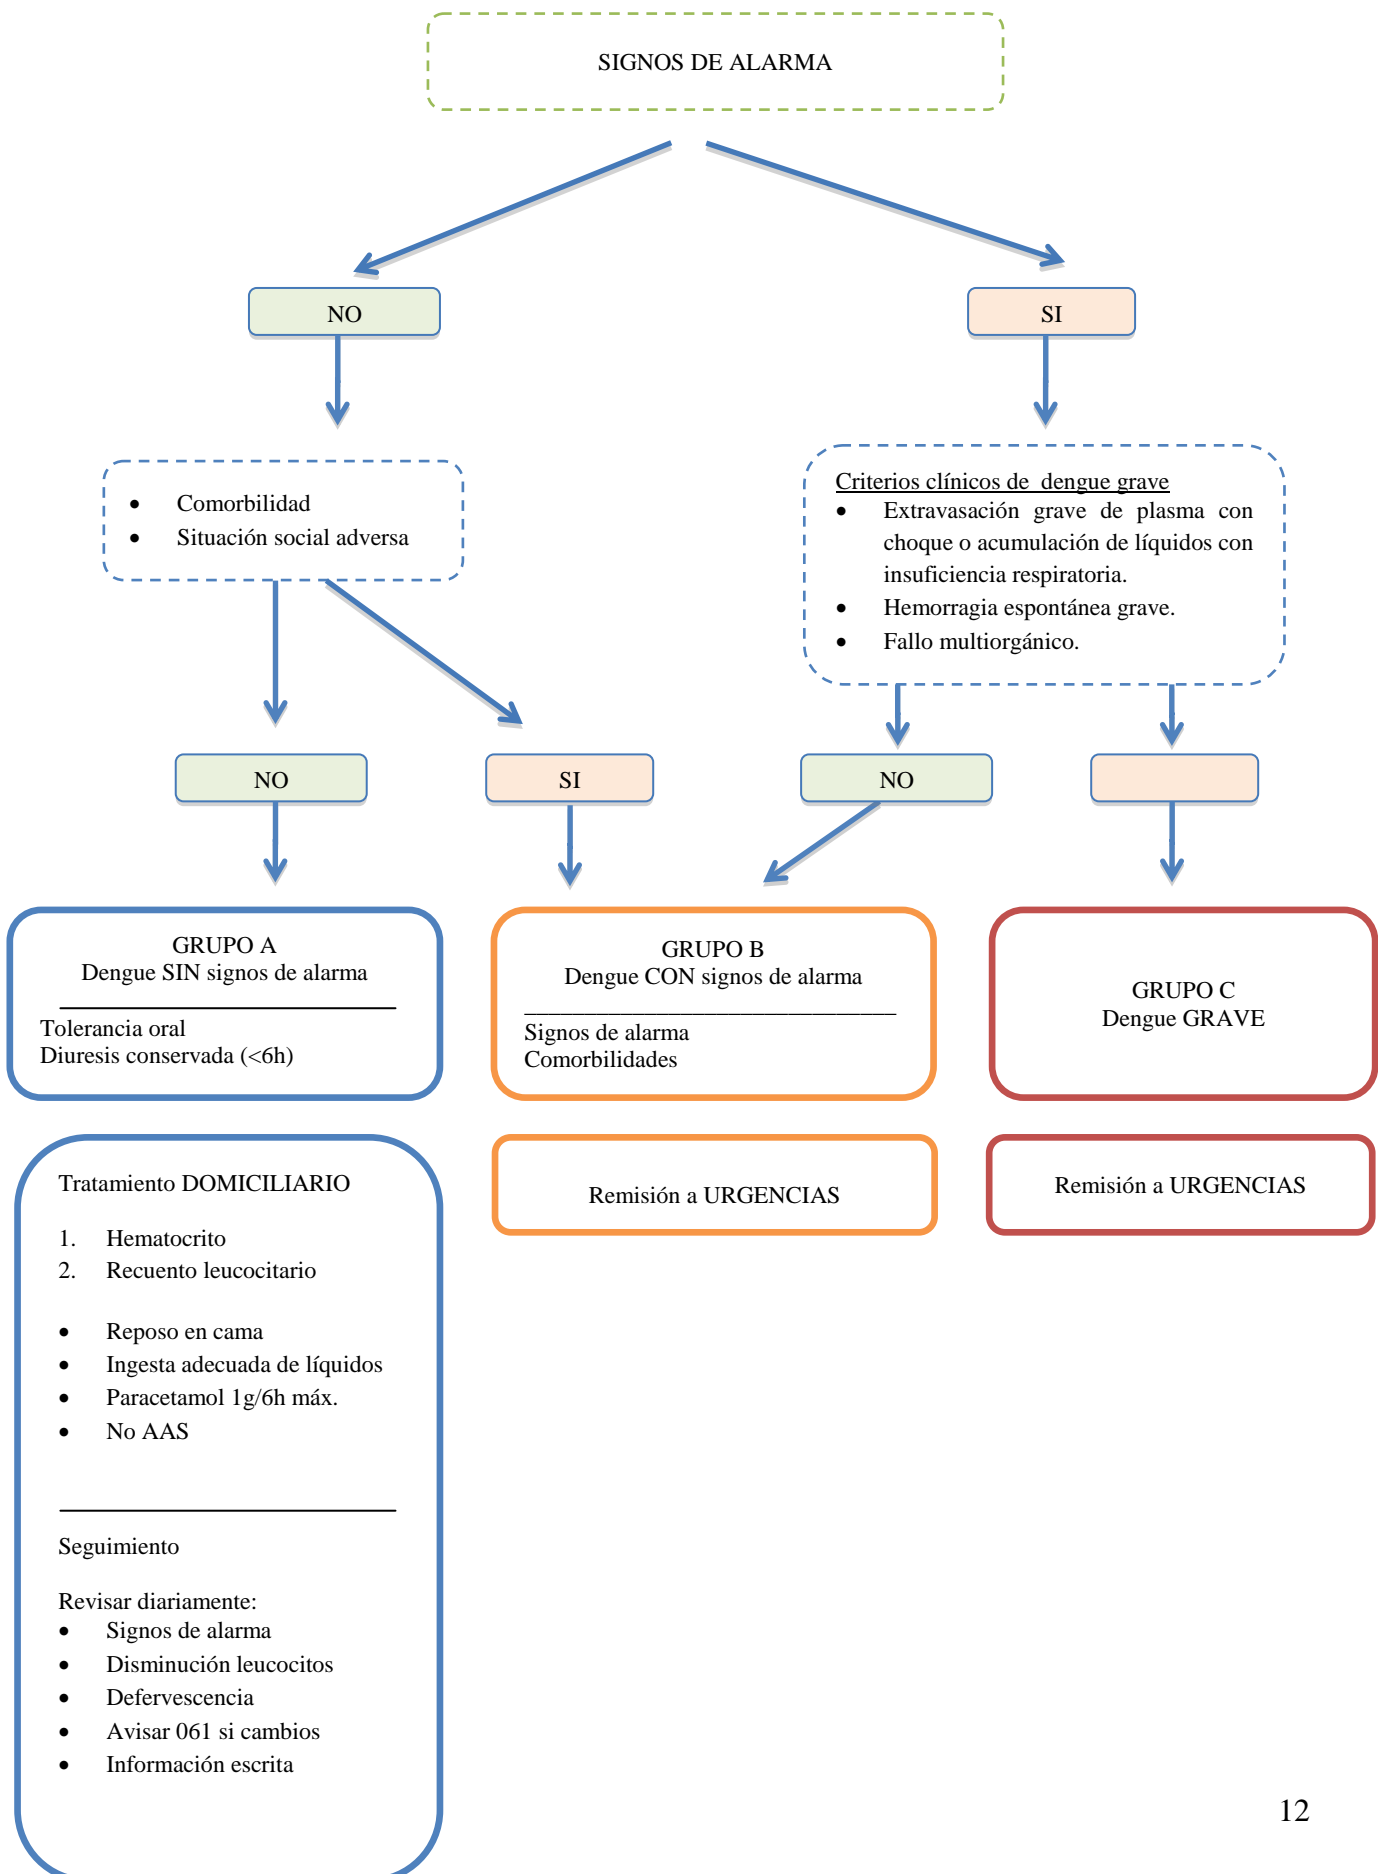 SIGNOS DE ALARMA
NO
SI
• Comorbilidad
• Situación social adversa
Criterios clínicos de dengue grave
• Extravasación grave de plasma con
choque o acumulación de líquidos con
insuficiencia respiratoria.
• Hemorragia espontánea grave.
• Fallo multiorgánico.
NO
SI
NO
GRUPO A
Dengue SIN signos de alarma
Tolerancia oral
Diuresis conservada (<6h)
GRUPO B
Dengue CON signos de alarma
Signos de alarma
Comorbilidades
GRUPO C
Dengue GRAVE
Tratamiento DOMICILIARIO
1. Hematocrito
2. Recuento leucocitario
• Reposo en cama
• Ingesta adecuada de líquidos
• Paracetamol 1g/6h máx.
• No AAS
Seguimiento
Revisar diariamente:
• Signos de alarma
• Disminución leucocitos
• Defervescencia
• Avisar 061 si cambios
• Información escrita
Remisión a URGENCIAS
Remisión a URGENCIAS
12